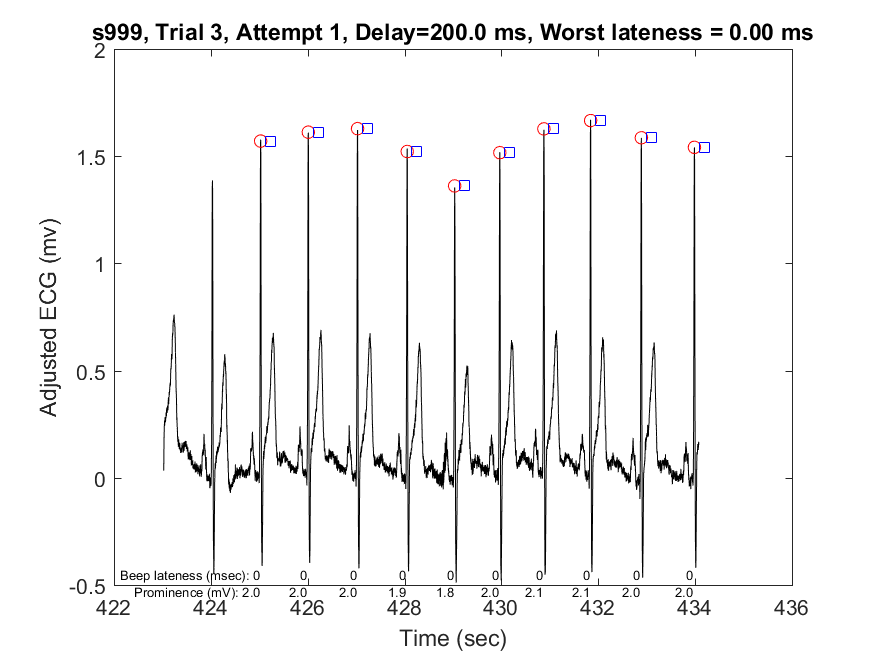 s999, Trial 3, Attempt 1, Delay=200.0 ms, Worst lateness = 0.00 ms
2
1.5
1
0.5
0
-0.5
Adjusted ECG (mv)
Beep lateness (msec): 0 0 0 0 0 0 0 0 0 0
Prominence (mV): 2.0 2.0 2.0 1.9 1.8 2.0 2.1 2.1 2.0 2.0
422 424 426 428 430 432 434 436
Time (sec)